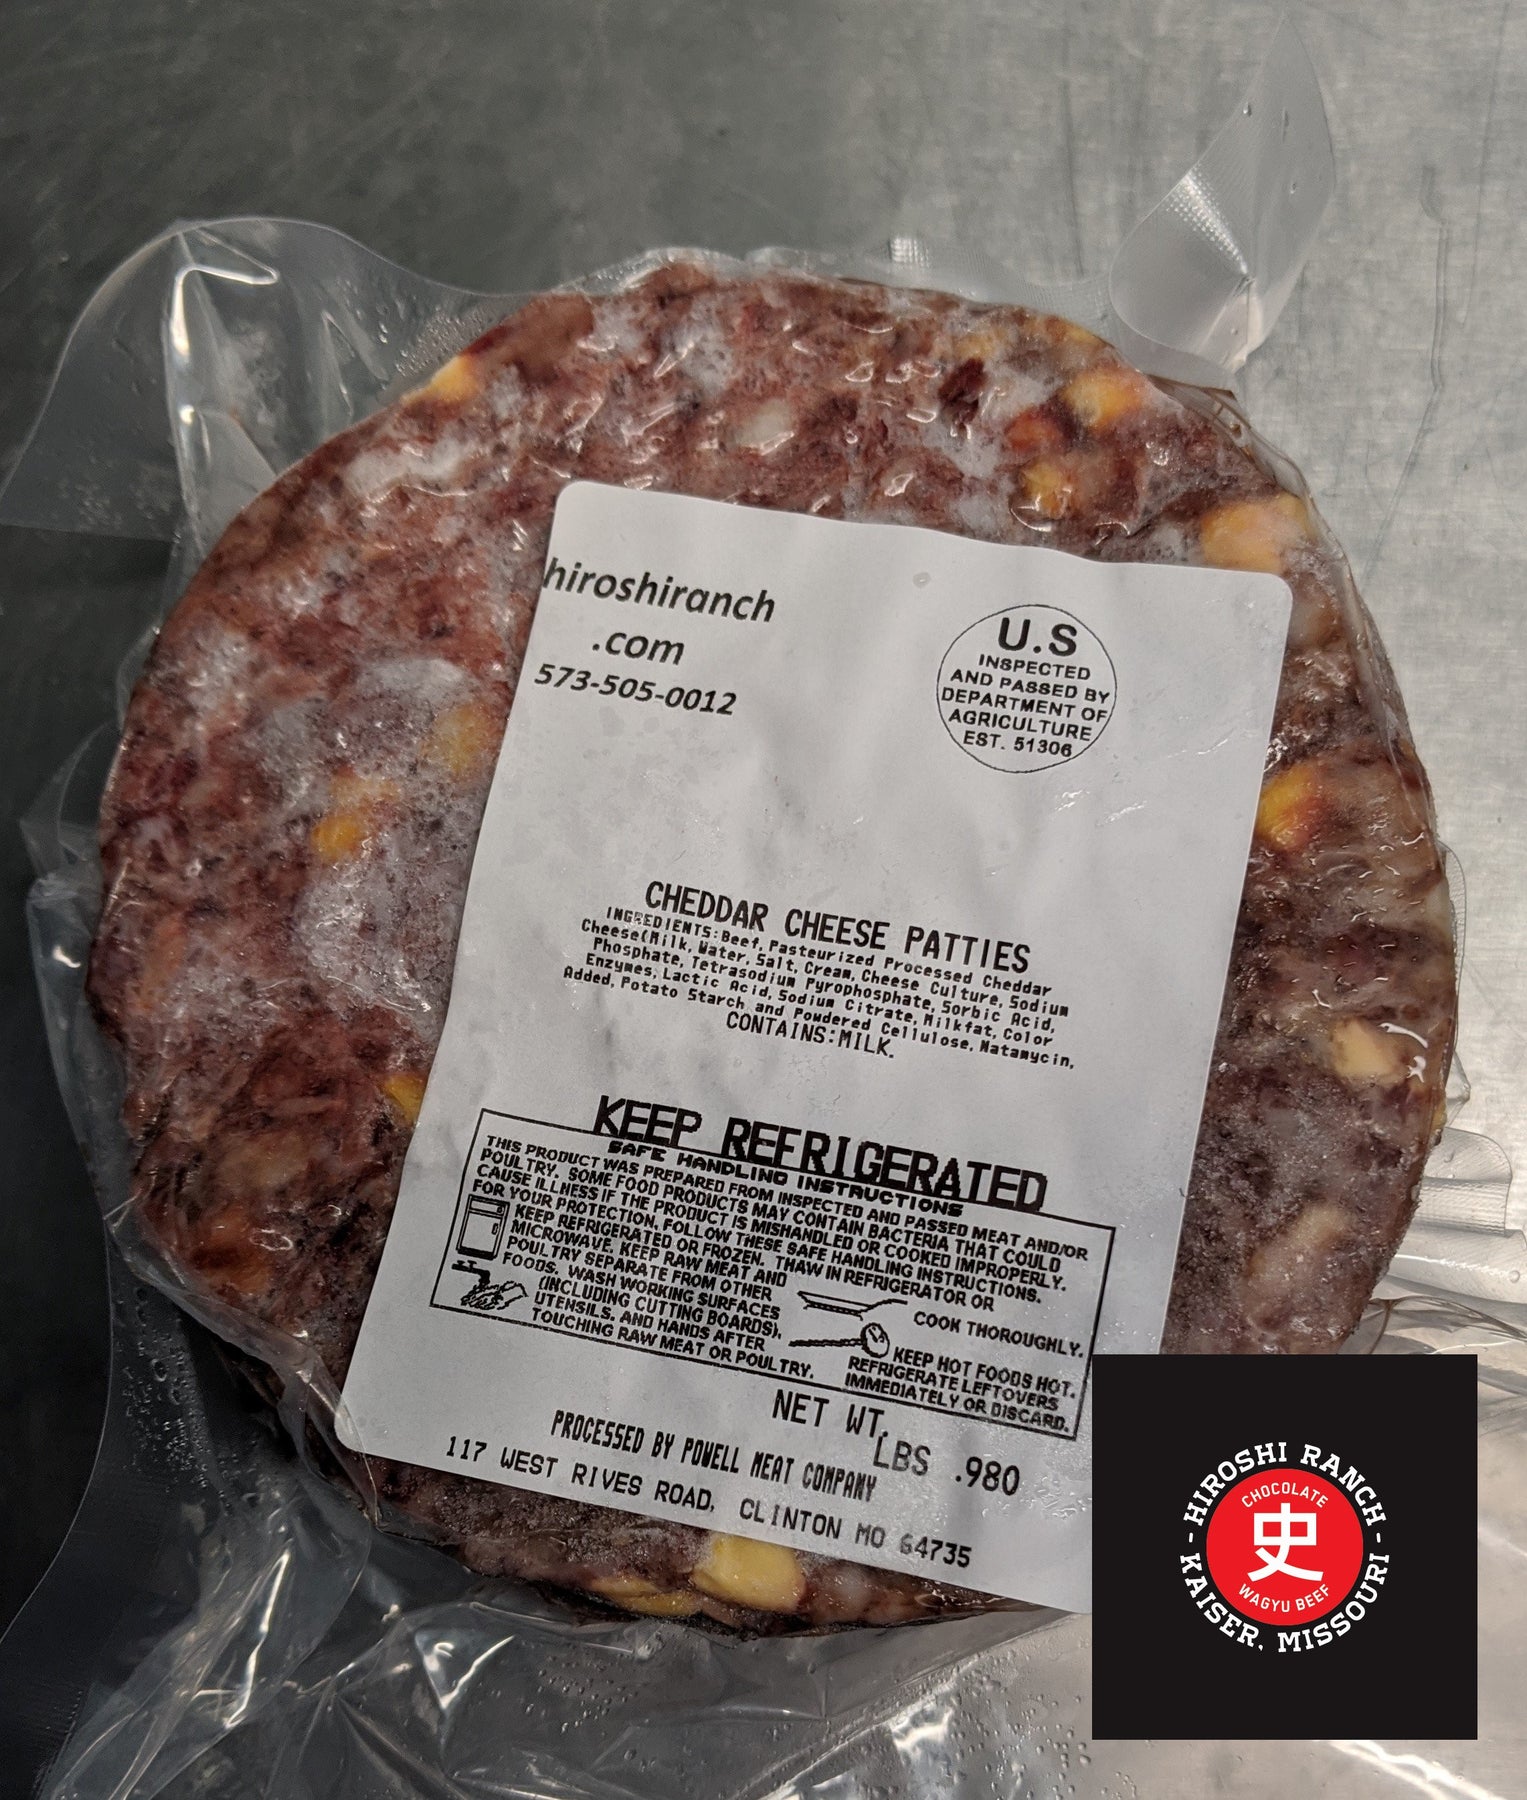 hiroshiranch
.com
573-505-0012
U.S
INSPECTED
AND PASSED BY
DEPARTMENT OF
AGRICULTURE
EST. 51306
CHEDDAR CHEESE PATTIES
INGREDIENTS:Beef, Pasteurized Processed Cheddar
Cheese(Milk, Water, Salt, Cream, Cheese Culture, Sodium
Phosphate, Tetrasodium Pyrophosphate, Sorbic Acid,
Enzymes, Lactic Acid, Sodium Citrate, Milkfat, Color
Added, Potato Starch and Powdered Cellulose, Natamycin,
CONTAINS:MILK.
KEEP REFRIGERATED
SAFE HANDLING INSTRUCTIONS
THIS PRODUCT WAS PREPARED FROM INSPECTED AND PASSED MEAT AND/OR
POULTRY. SOME FOOD PRODUCTS MAY CONTAIN BACTERIA THAT COULD
CAUSE ILLNESS IF THE PRODUCT IS MISHANDLED OR COOKED IMPROPERLY.
FOR YOUR PROTECTION, FOLLOW THESE SAFE HANDLING INSTRUCTIONS.
KEEP REFRIGERATED OR FROZEN. THAW IN REFRIGERATOR OR
MICROWAVE. KEEP RAW MEAT AND
POULTRY SEPARATE FROM OTHER
FOODS. WASH WORKING SURFACES
(INCLUDING CUTTING BOARDS),
UTENSILS, AND HANDS AFTER
TOUCHING RAW MEAT OR POULTRY.
COOK THOROUGHLY.
KEEP HOT FOODS HOT.
REFRIGERATE LEFTOVERS
IMMEDIATELY OR DISCARD.
NET WT,
LBS .980
PROCESSED BY POWELL MEAT COMPANY
117 WEST RIVES ROAD, CLINTON MO 64735
- HIROSHI RANCH -
CHOCOLATE
史
WAGYU BEEF
KAISER, MISSOURI